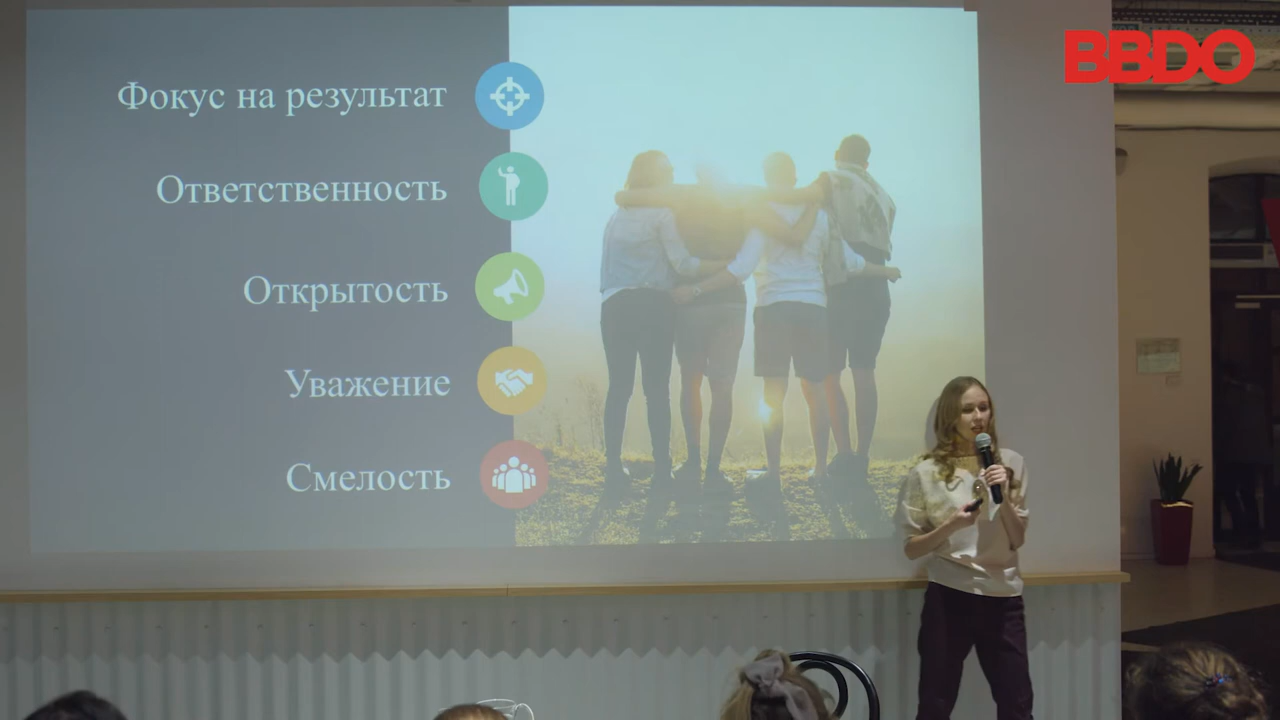 Фокус на результат
Ответственность
Открытость
Уважение
Смелость
BBDO